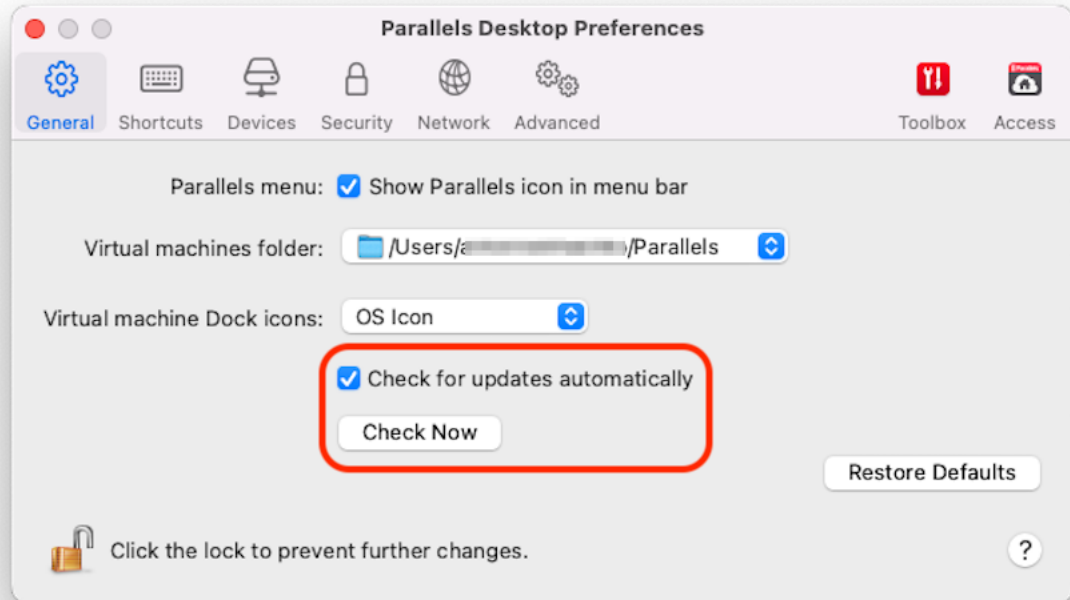 Parallels Desktop Preferences
General Shortcuts Devices Security Network Advanced Toolbox Access
Parallels menu: Show Parallels icon in menu bar
Virtual machines folder: /Users/ /Parallels
Virtual machine Dock icons: OS Icon
Check for updates automatically
Check Now
Restore Defaults
Click the lock to prevent further changes.
?